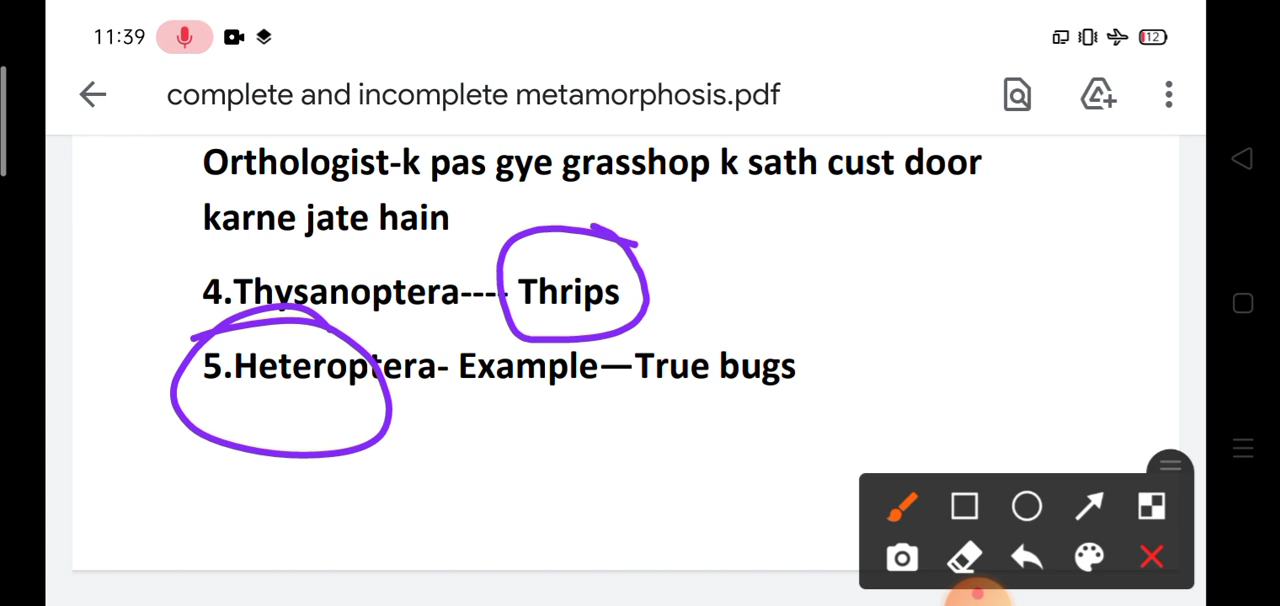 11:39
12
complete and incomplete metamorphosis.pdf
Orthologist-k pas gye grasshop k sath cust door
karne jate hain
4.Thysanoptera---- Thrips
5.Heteroptera- Example—True bugs